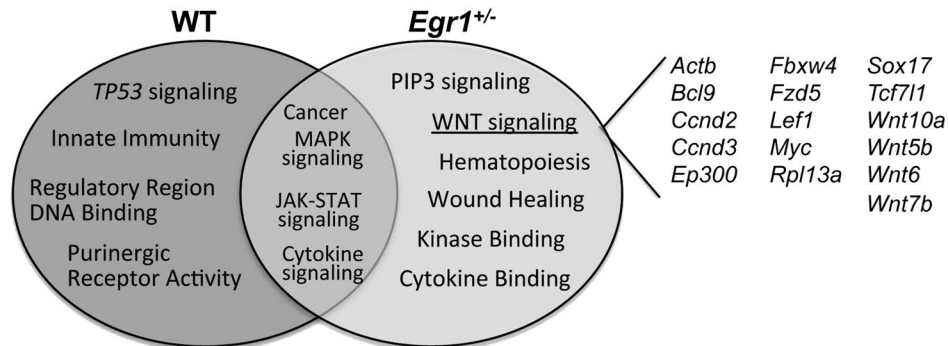 WT
Egr1+/-
TP53 signaling
Innate Immunity
Regulatory Region
DNA Binding
Purinergic
Receptor Activity
Cancer
MAPK
signaling
JAK-STAT
signaling
Cytokine
signaling
PIP3 signaling
WNT signaling
Hematopoiesis
Wound Healing
Kinase Binding
Cytokine Binding
Actb
Bcl9
Ccnd2
Ccnd3
Ep300
Fbxw4
Fzd5
Lef1
Myc
Rpl13a
Sox17
Tcf7l1
Wnt10a
Wnt5b
Wnt6
Wnt7b